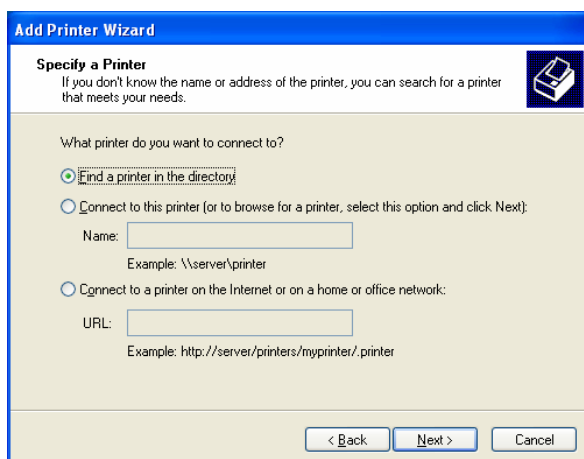 Add Printer Wizard
Specify a Printer
If you don't know the name or address of the printer, you can search for a printer
that meets your needs.
What printer do you want to connect to?
Find a printer in the directory
Connect to this printer (or to browse for a printer, select this option and click Next):
Name:
Example: \\server\printer
Connect to a printer on the Internet or on a home or office network:
URL:
Example: http://server/printers/myprinter/.printer
< Back Next > Cancel